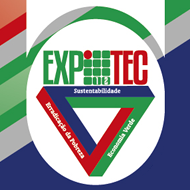 EXPOTEC
Sustentabilidade
Erradicação da Pobreza
Economia Verde